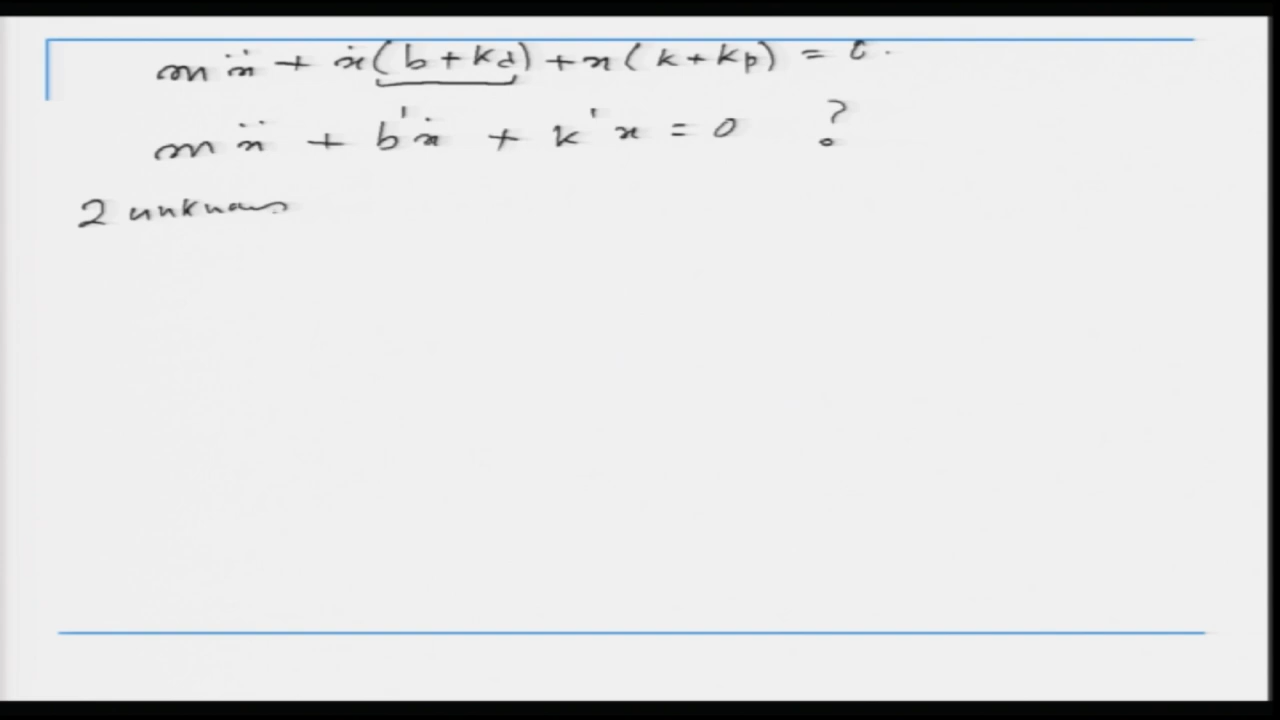 mẍ + ẋ(b + kd) + x(k + kp) = 0.
mẍ + b'ẋ + k'x = 0 ?
2 unknowns